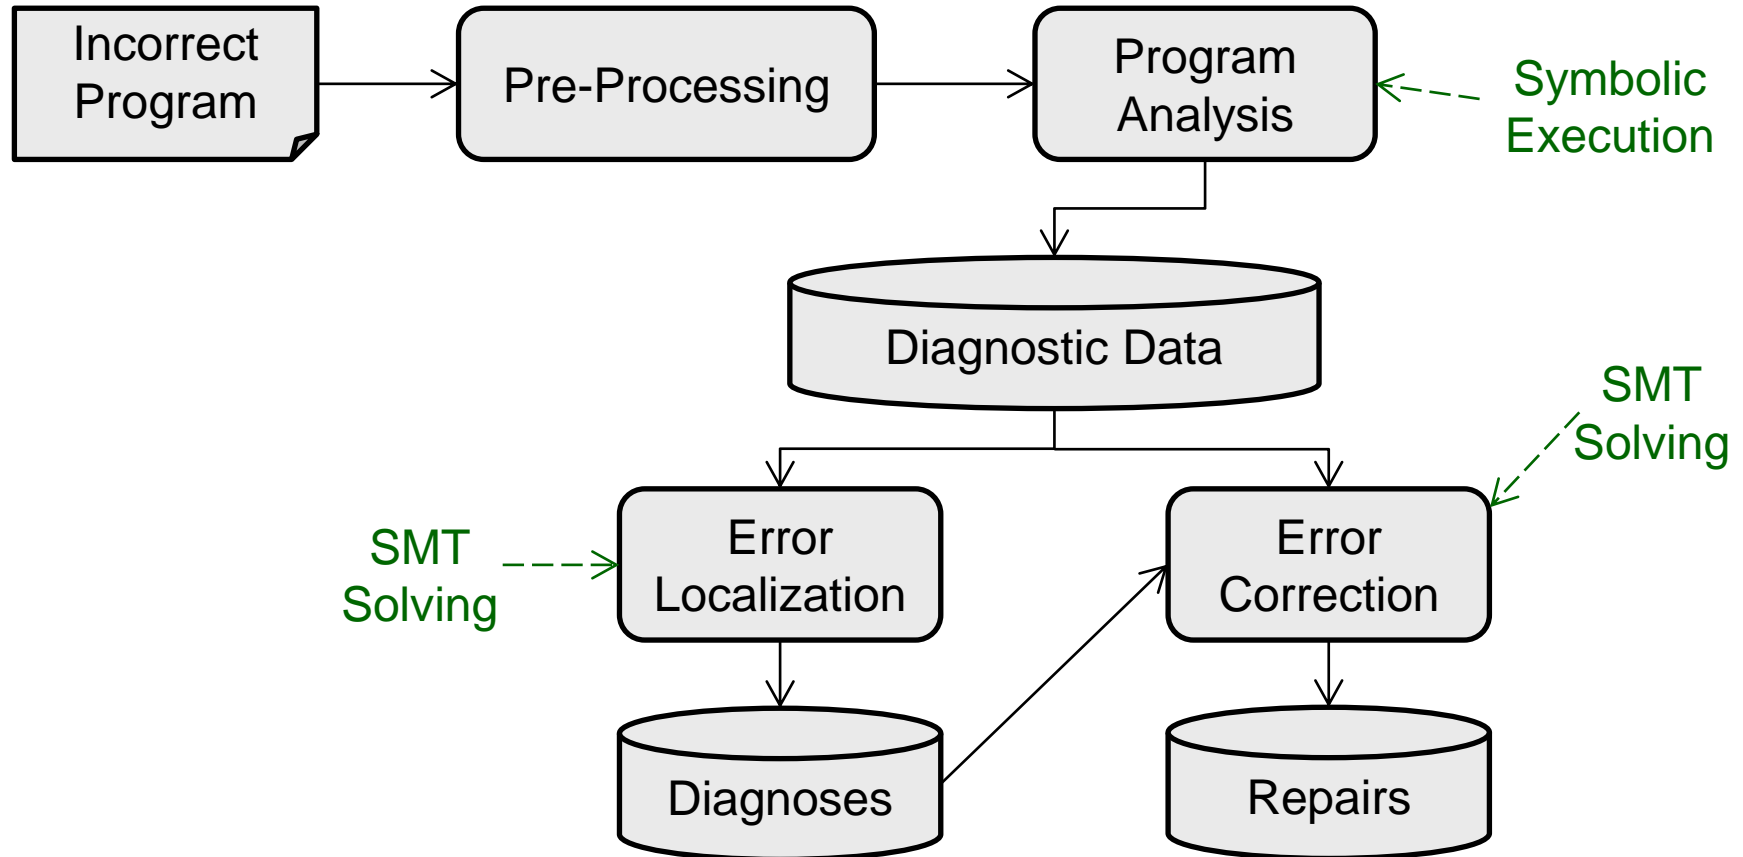 Incorrect
Program
Pre-Processing
Program
Analysis
Symbolic
Execution
Diagnostic Data
SMT
Solving
SMT
Solving
Error
Localization
Error
Correction
Diagnoses
Repairs